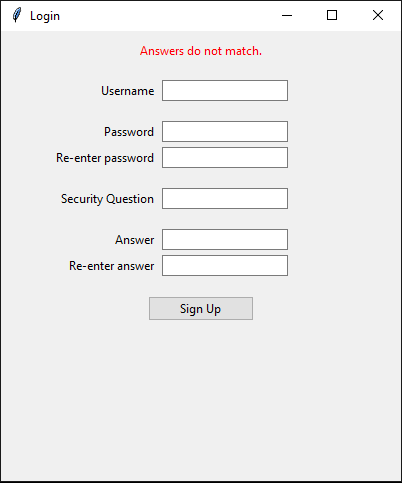 Login
Answers do not match.
Username
Password
Re-enter password
Security Question
Answer
Re-enter answer
Sign Up